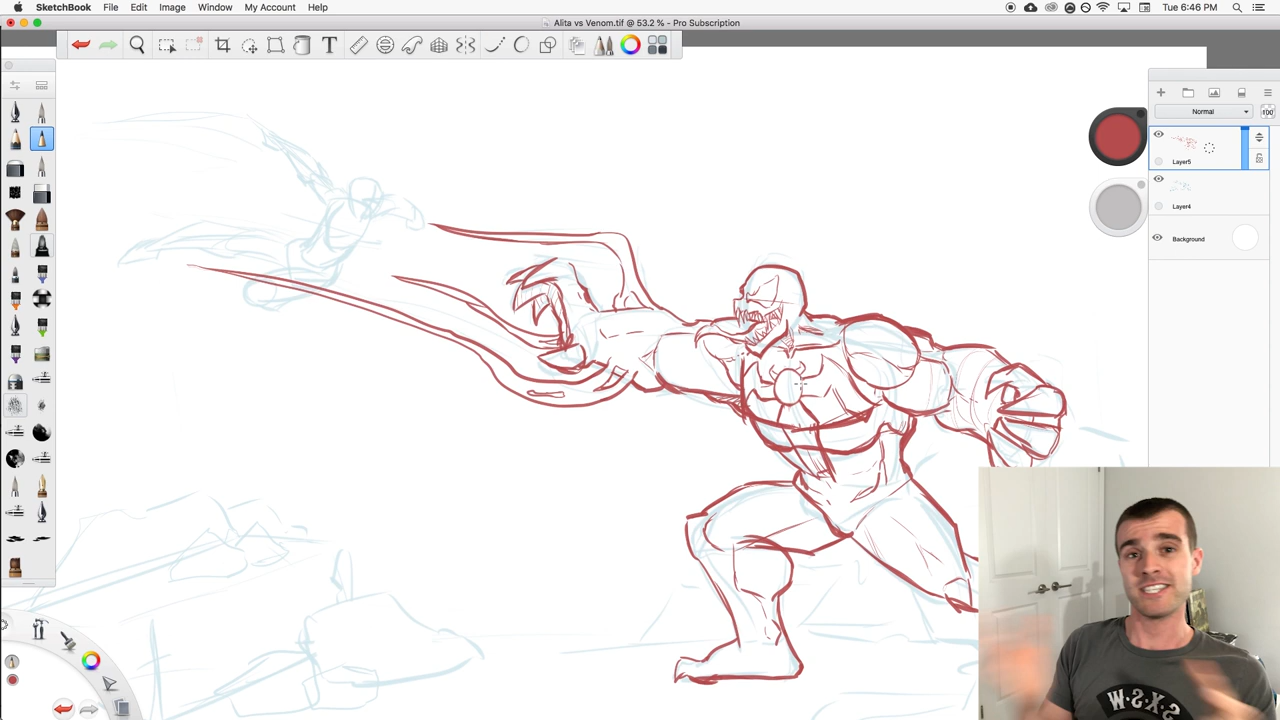 SketchBook File Edit Image Window My Account Help Tue 6:46 PM
Alita vs Venom.tif @ 53.2 % - Pro Subscription
T
Normal 100
Layer5
Layer4
Background
S·X·S·W